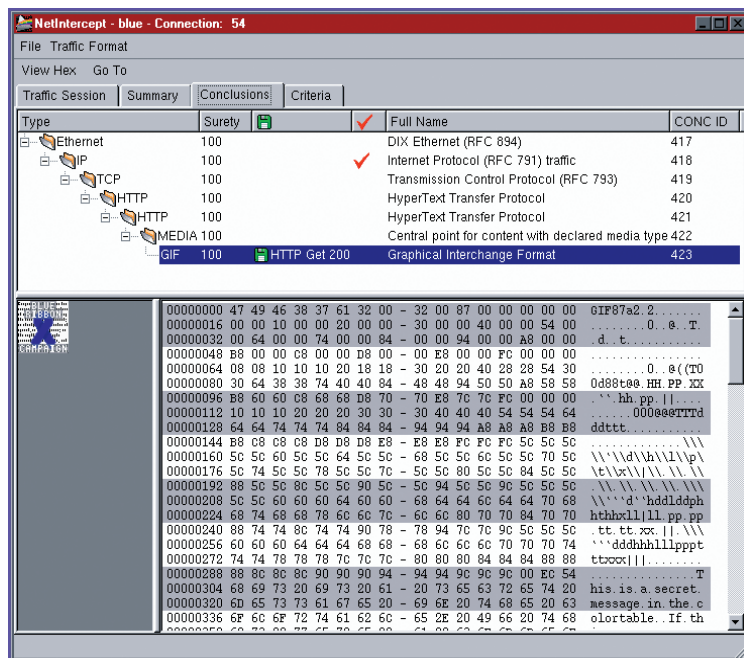 NetIntercept - blue - Connection: 54
File Traffic Format
View Hex Go To
Traffic Session Summary Conclusions Criteria
Type Surety Full Name CONC ID
Ethernet 100 DIX Ethernet (RFC 894) 417
IP 100 Internet Protocol (RFC 791) traffic 418
TCP 100 Transmission Control Protocol (RFC 793) 419
HTTP 100 HyperText Transfer Protocol 420
HTTP 100 HyperText Transfer Protocol 421
MEDIA 100 Central point for content with declared media type 422
GIF 100 HTTP Get 200 Graphical Interchange Format 423
BLUE
RIBBON
X
CAMPAIGN
00000000 47 49 46 38 37 61 32 00 - 32 00 87 00 00 00 00 00 GIF87a2.2.......
00000016 00 00 10 00 00 20 00 00 - 30 00 00 40 00 00 54 00 ........0..@..T.
00000032 00 64 00 00 74 00 00 84 - 00 00 94 00 00 A8 00 00 .d..t...........
00000048 B8 00 00 C8 00 00 D8 00 - 00 E8 00 00 FC 00 00 00 ................
00000064 08 08 10 10 10 20 18 18 - 30 20 20 40 28 28 54 30 ........0..@((T0
00000080 30 64 38 38 74 40 40 84 - 48 48 94 50 50 A8 58 58 0d88t@@.HH.PP.XX
00000096 B8 60 60 C8 68 68 D8 70 - 70 E8 7C 7C FC 00 00 00 .``.hh.pp.||....
00000112 10 10 10 20 20 20 30 30 - 30 40 40 40 54 54 54 64 ......000@@@TTTd
00000128 64 64 74 74 74 84 84 84 - 94 94 94 A8 A8 A8 B8 B8 ddttt...........
00000144 B8 C8 C8 C8 D8 D8 D8 E8 - E8 E8 FC FC FC 5C 5C 5C .............\\\
00000160 5C 5C 60 5C 5C 64 5C 5C - 68 5C 5C 6C 5C 5C 70 5C \\`\\d\\h\\l\\p\
00000176 5C 74 5C 5C 78 5C 5C 7C - 5C 5C 80 5C 5C 84 5C 5C \t\\x\\|\\.\\.\\
00000192 88 5C 5C 8C 5C 5C 90 5C - 5C 94 5C 5C 9C 5C 5C 9C .\\.\\.\\.\\.\\.
00000208 5C 5C 60 60 60 64 60 60 - 68 64 64 6C 64 64 70 68 \\```d``hddlddph
00000224 68 74 68 68 78 6C 6C 7C - 6C 6C 80 70 70 84 70 70 hthhxll|ll.pp.pp
00000240 88 74 74 8C 74 74 90 78 - 78 94 7C 7C 9C 5C 5C 5C .tt.tt.xx.||.\\\
00000256 60 60 60 64 64 64 68 68 - 68 6C 6C 6C 70 70 70 74 ```dddhhhlllpppt
00000272 74 74 78 78 78 7C 7C 7C - 80 80 80 84 84 84 88 88 ttxxx|||........
00000288 88 8C 8C 8C 90 90 90 94 - 94 94 9C 9C 9C 00 EC 54 ...............T
00000304 68 69 73 20 69 73 20 61 - 20 73 65 63 72 65 74 20 his.is.a.secret.
00000320 6D 65 73 73 61 67 65 20 - 69 6E 20 74 68 65 20 63 message.in.the.c
00000336 6F 6C 6F 72 74 61 62 6C - 65 2E 20 49 66 20 74 68 olortable..If.th